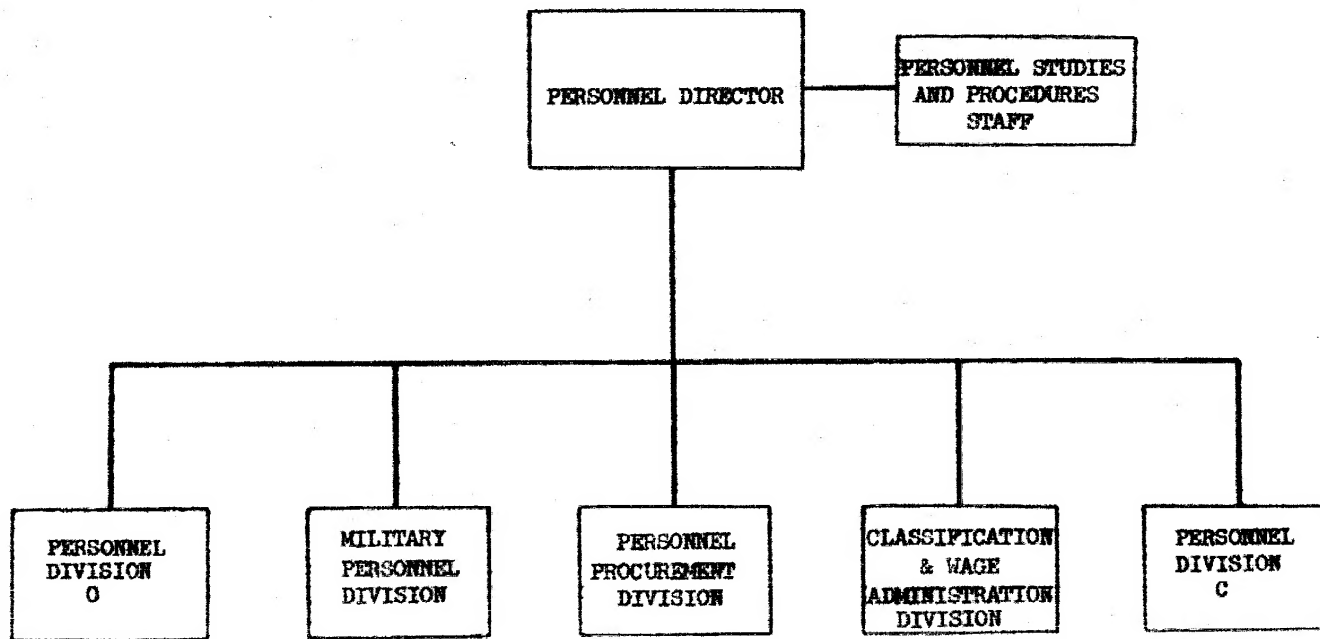 PERSONNEL DIRECTOR
PERSONNEL STUDIES
AND PROCEDURES
STAFF
PERSONNEL
DIVISION
O
MILITARY
PERSONNEL
DIVISION
PERSONNEL
PROCUREMENT
DIVISION
CLASSIFICATION
& WAGE
ADMINISTRATION
DIVISION
PERSONNEL
DIVISION
C